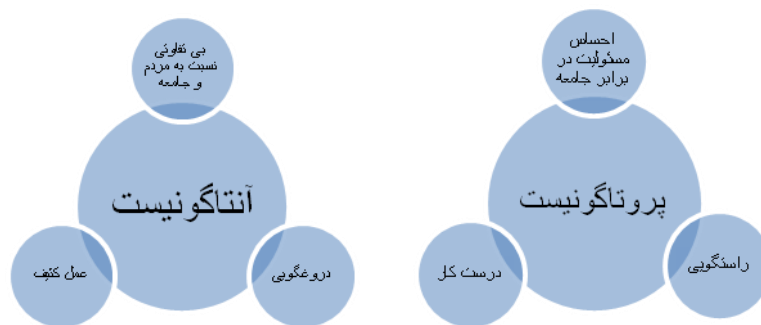 احساس
مسئولیت در
برابر جامعه
پروتاگونیست
راستگویی
درست کار
بی تفاوتی
نسبت به مردم
و جامعه
آنتاگونیست
دروغگویی
عمل کثیف